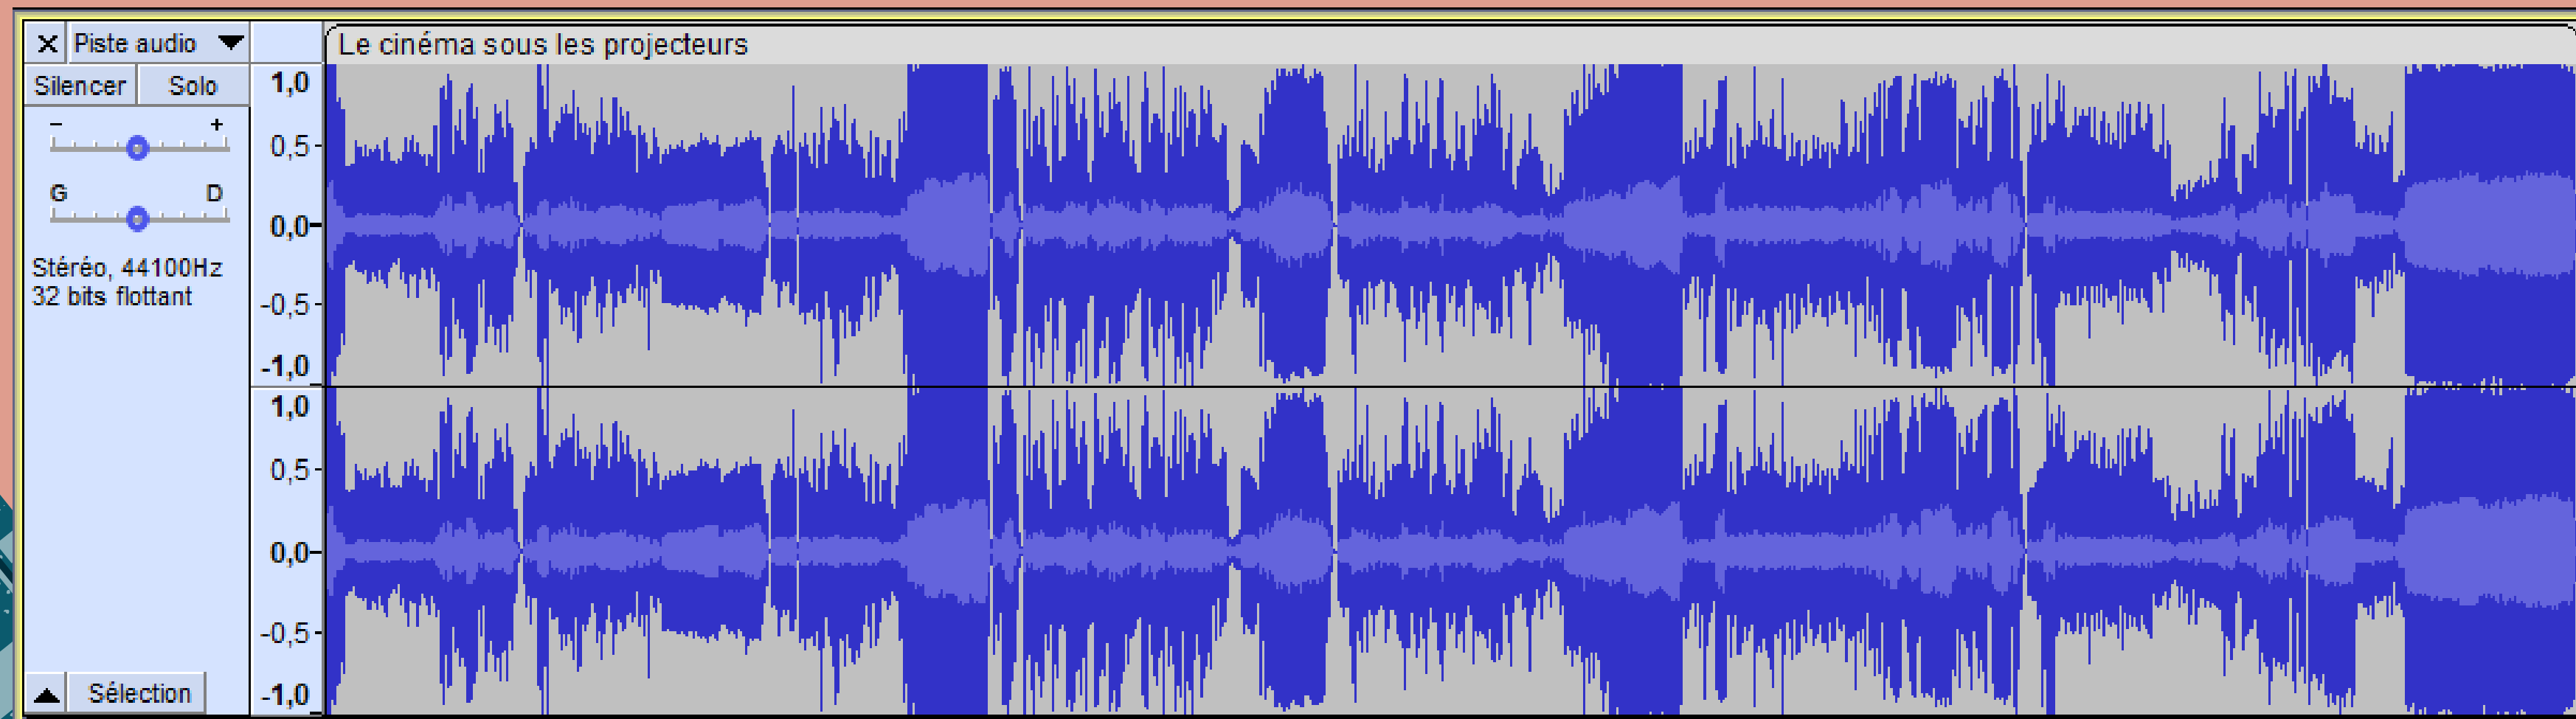 Piste audio
Le cinéma sous les projecteurs
Silencer Solo
- +
G D
Stéréo, 44100Hz
32 bits flottant
Sélection
1,0
0,5
0,0
-0,5
-1,0
1,0
0,5
0,0
-0,5
-1,0